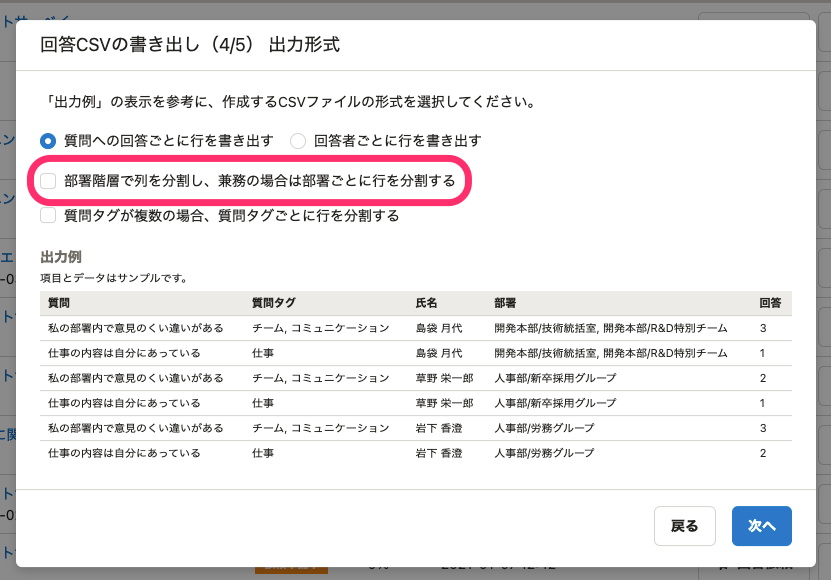 回答CSVの書き出し（4/5） 出力形式
「出力例」の表示を参考に、作成するCSVファイルの形式を選択してください。
質問への回答ごとに行を書き出す 回答者ごとに行を書き出す
部署階層で列を分割し、兼務の場合は部署ごとに行を分割する
質問タグが複数の場合、質問タグごとに行を分割する
出力例
項目とデータはサンプルです。
質問 質問タグ 氏名 部署 回答
私の部署内で意見のくい違いがある チーム, コミュニケーション 島袋 月代 開発本部/技術統括室, 開発本部/R&D特別チーム 3
仕事の内容は自分にあっている 仕事 島袋 月代 開発本部/技術統括室, 開発本部/R&D特別チーム 1
私の部署内で意見のくい違いがある チーム, コミュニケーション 草野 栄一郎 人事部/新卒採用グループ 2
仕事の内容は自分にあっている 仕事 草野 栄一郎 人事部/新卒採用グループ 1
私の部署内で意見のくい違いがある チーム, コミュニケーション 岩下 香澄 人事部/労務グループ 3
仕事の内容は自分にあっている 仕事 岩下 香澄 人事部/労務グループ 2
戻る 次へ